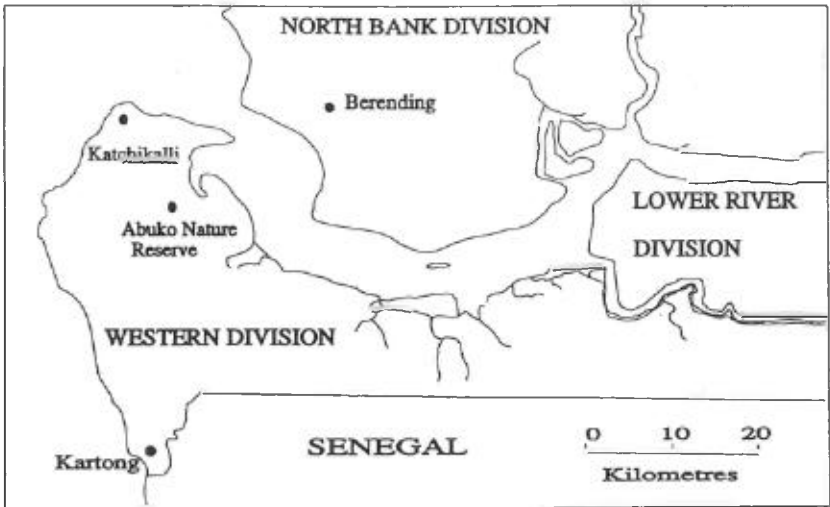 NORTH BANK DIVISION
Berending
Katchikalli
Abuko Nature
Reserve
LOWER RIVER
DIVISION
WESTERN DIVISION
SENEGAL
Kartong
0 10 20
Kilometres